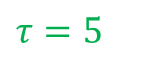 τ = 5